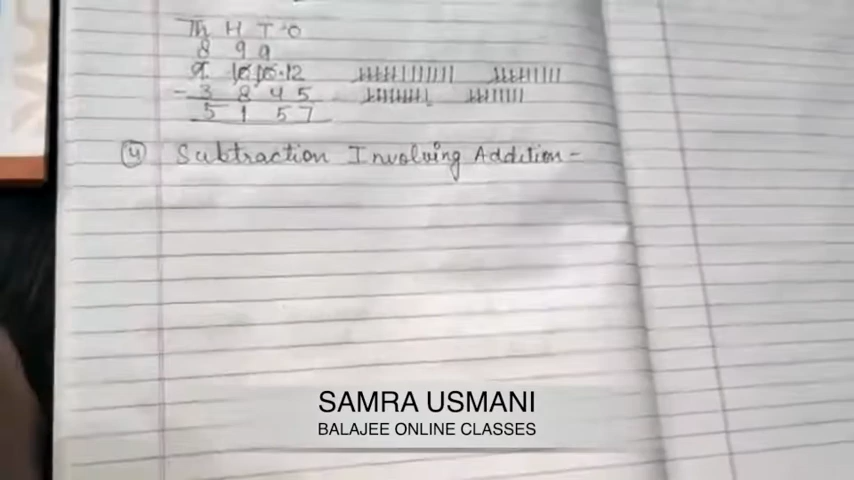 Th H T O
8 9 9
9. 10 10 12
- 3 8 4 5
5 1 5 7
4 Subtraction Involving Addition -
SAMRA USMANI
BALAJEE ONLINE CLASSES